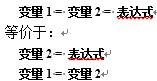 变量1 = 变量2 = 表达式
等价于：
变量2 = 表达式
变量1 = 变量2